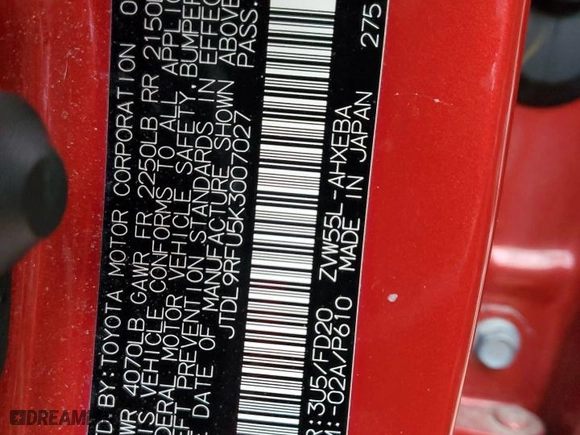 D. BY: TOYOTA MOTOR CORPORATION 0
WR 4070LB GAWR FR 2250LB RR 2150L
S VEHICLE CONFORMS TO ALL APPLIC
DERAL MOTOR VEHICLE SAFETY, BUMPER
EFT PREVENTION STANDARDS IN EFFEC
E DATE OF MANUFACTURE SHOWN ABOVE
JTDL9RFU5K3007027 PASS.
R:3U5/FD20 ZVW55L-AHXEBA
M:-02A/P610 MADE IN JAPAN 275
DREAM